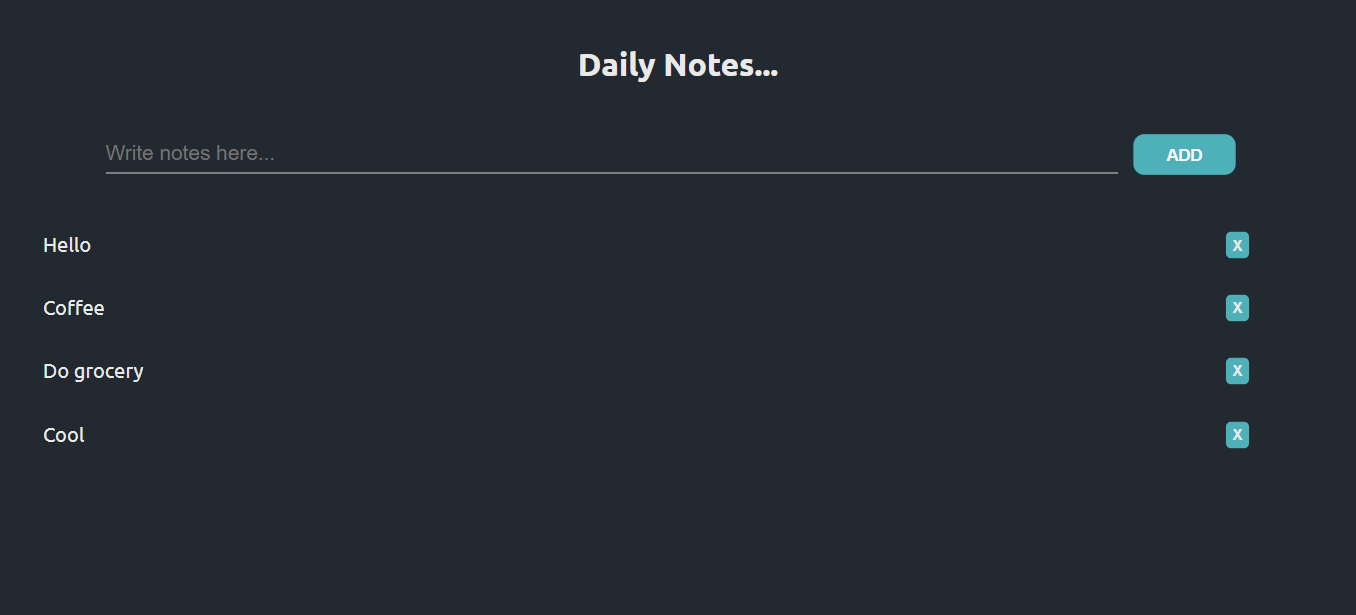 Daily Notes...
Write notes here...
ADD
Hello
X
Coffee
X
Do grocery
X
Cool
X